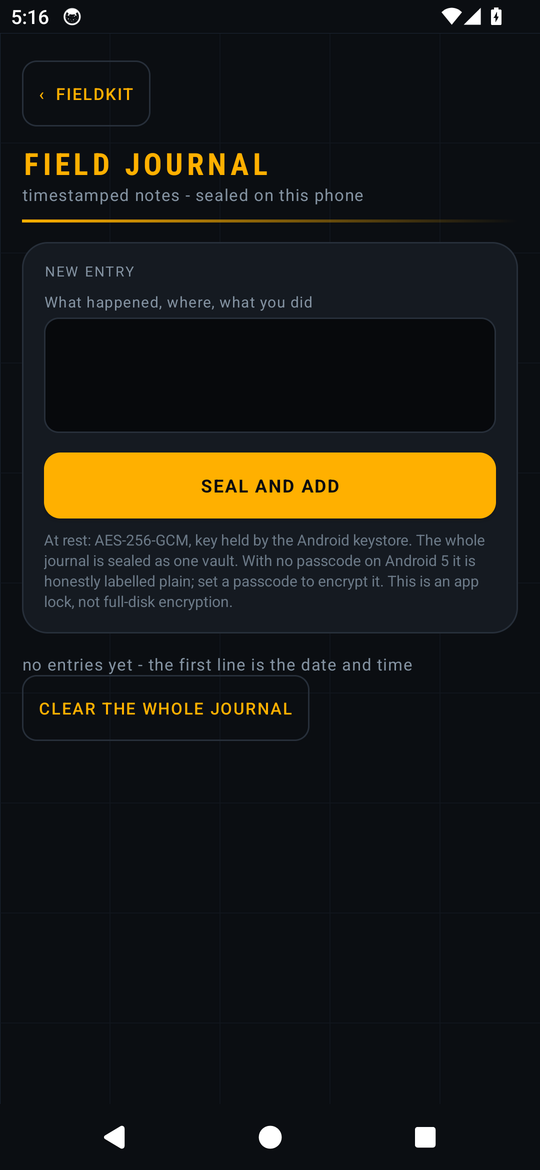 5:16
‹ FIELDKIT
FIELD JOURNAL
timestamped notes - sealed on this phone
NEW ENTRY
What happened, where, what you did
SEAL AND ADD
At rest: AES-256-GCM, key held by the Android keystore. The whole
journal is sealed as one vault. With no passcode on Android 5 it is
honestly labelled plain; set a passcode to encrypt it. This is an app
lock, not full-disk encryption.
no entries yet - the first line is the date and time
CLEAR THE WHOLE JOURNAL